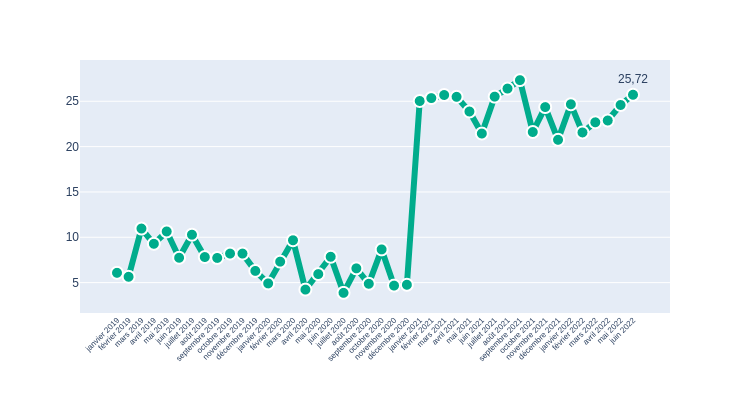 25,72
25
20
15
10
5
janvier 2019
février 2019
mars 2019
avril 2019
mai 2019
juin 2019
juillet 2019
août 2019
septembre 2019
octobre 2019
novembre 2019
décembre 2019
janvier 2020
février 2020
mars 2020
avril 2020
mai 2020
juin 2020
juillet 2020
août 2020
septembre 2020
octobre 2020
novembre 2020
décembre 2020
janvier 2021
février 2021
mars 2021
avril 2021
mai 2021
juin 2021
juillet 2021
août 2021
septembre 2021
octobre 2021
novembre 2021
décembre 2021
janvier 2022
février 2022
mars 2022
avril 2022
mai 2022
juin 2022